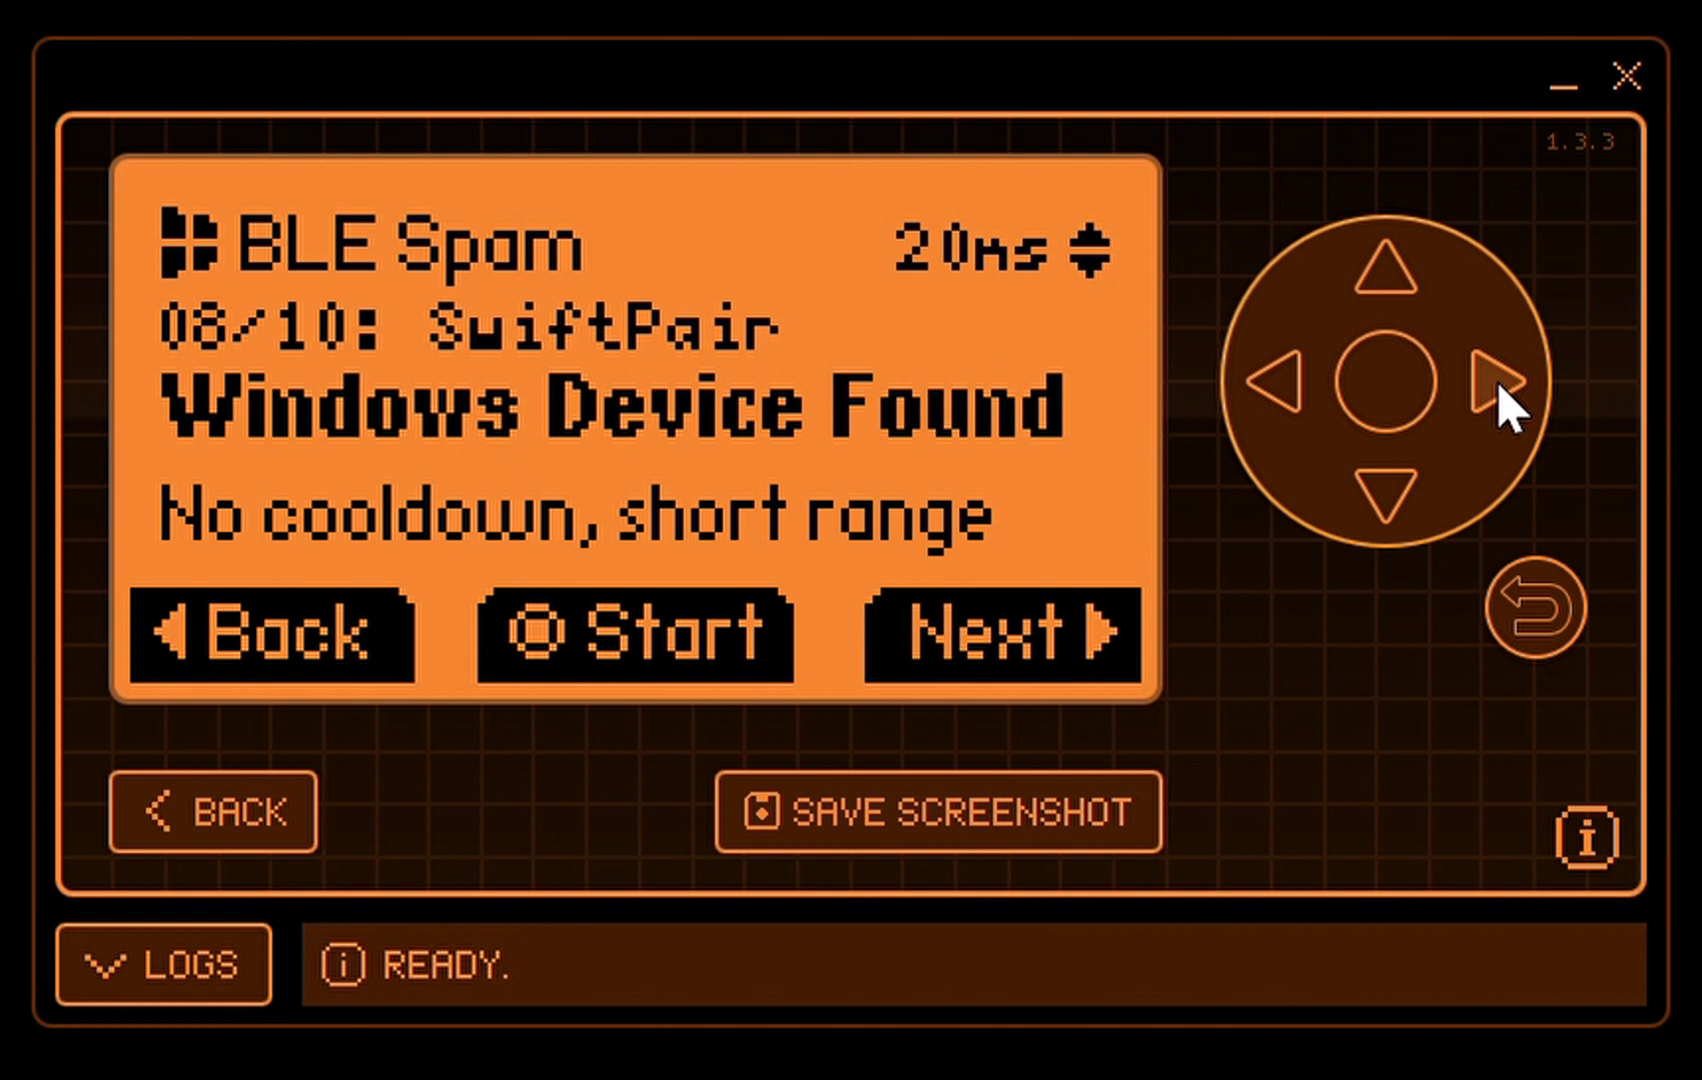 1.3.3
BLE Spam 20ms
08/10: SwiftPair
Windows Device Found
No cooldown, short range
Back Start Next
BACK SAVE SCREENSHOT
LOGS READY.